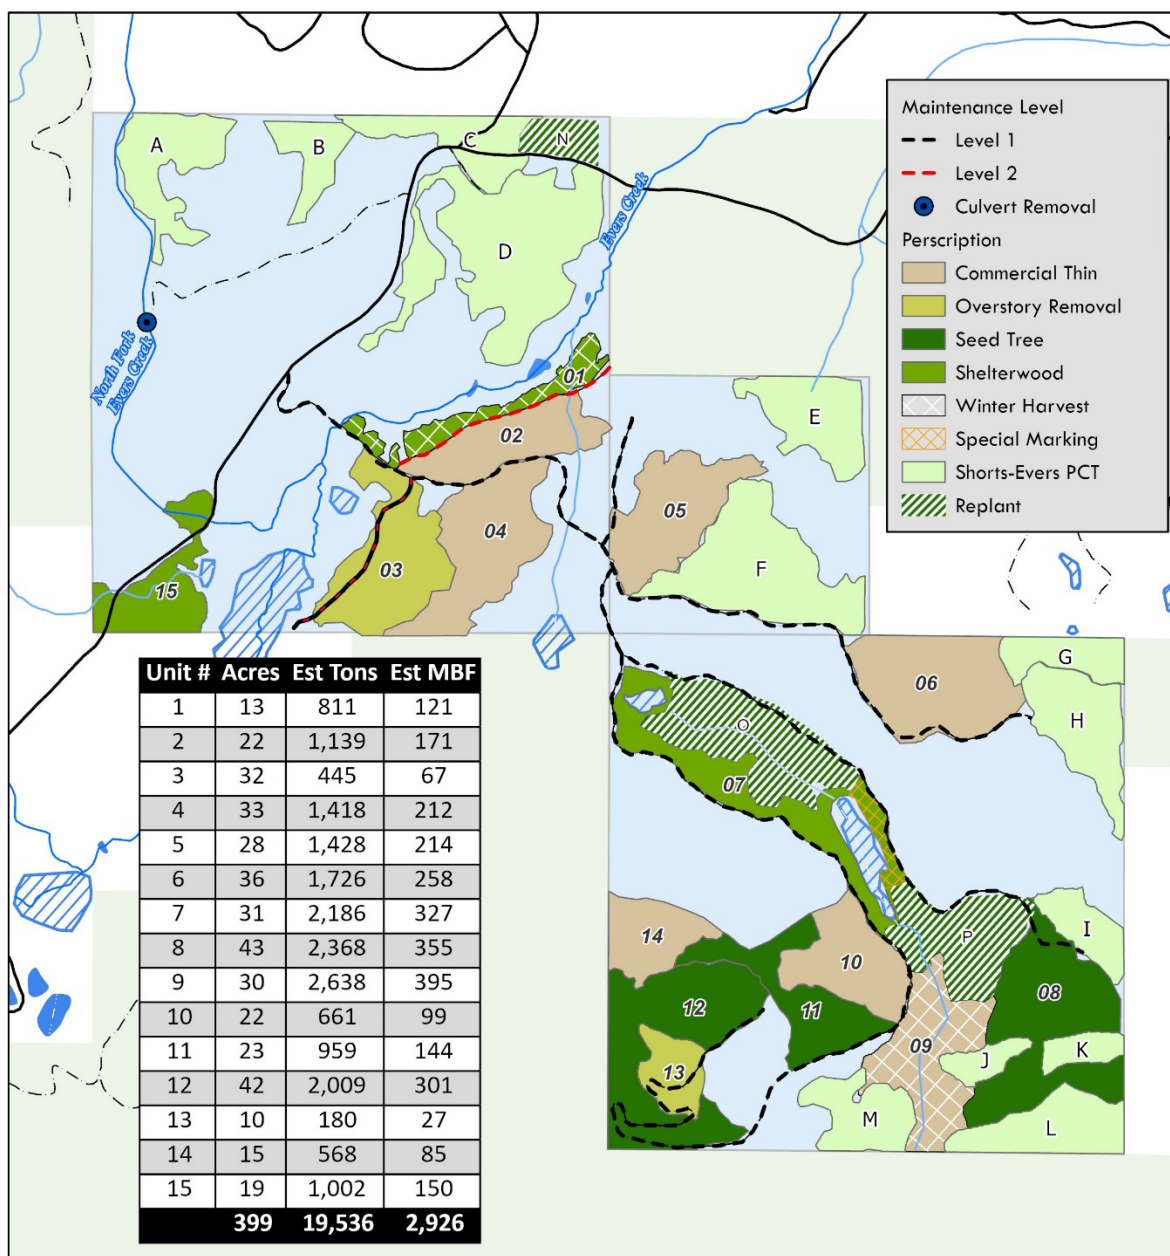 A
B
C
N
D
Evers Creek
North Fork
Evers Creek
01
02
03
04
05
E
F
15
Maintenance Level
Level 1
Level 2
Culvert Removal
Perscription
Commercial Thin
Overstory Removal
Seed Tree
Shelterwood
Winter Harvest
Special Marking
Shorts-Evers PCT
Replant
G
06
H
O
07
14
10
P
I
12
11
08
09
13
J
K
M
L
Unit # Acres Est Tons Est MBF
1 13 811 121
2 22 1,139 171
3 32 445 67
4 33 1,418 212
5 28 1,428 214
6 36 1,726 258
7 31 2,186 327
8 43 2,368 355
9 30 2,638 395
10 22 661 99
11 23 959 144
12 42 2,009 301
13 10 180 27
14 15 568 85
15 19 1,002 150
399 19,536 2,926